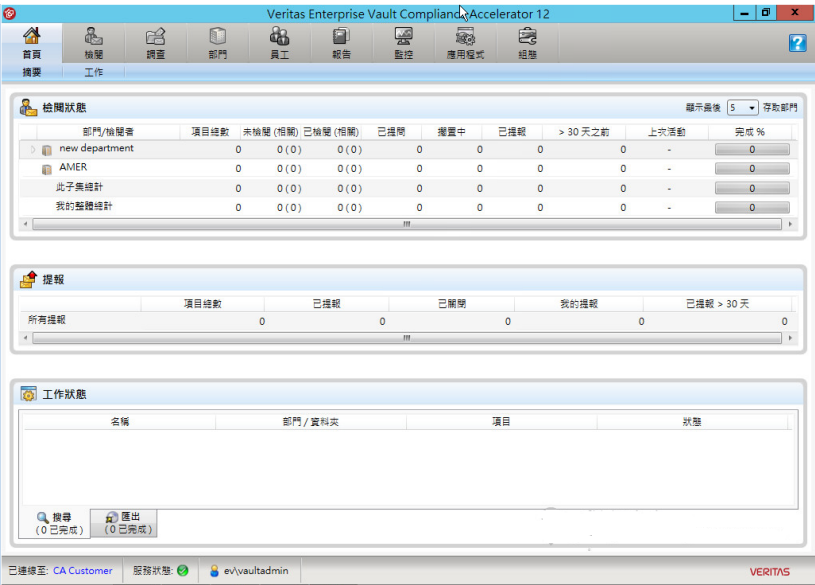 Veritas Enterprise Vault Compliance Accelerator 12
首頁 檢閱 調查 部門 員工 報告 監控 應用程式 組態
摘要 工作
檢閱狀態 顯示最後 5 存取部門
部門/檢閱者 項目總數 未檢閱 (相關) 已檢閱 (相關) 已提問 擱置中 已提報 > 30 天之前 上次活動 完成 %
new department 0 0 ( 0 ) 0 ( 0 ) 0 0 0 0 - 0
AMER 0 0 ( 0 ) 0 ( 0 ) 0 0 0 0 - 0
此子集總計 0 0 ( 0 ) 0 ( 0 ) 0 0 0 0 - 0
我的整體總計 0 0 ( 0 ) 0 ( 0 ) 0 0 0 0 - 0
提報
項目總數 已提報 已關閉 我的提報 已提報 > 30 天
所有提報 0 0 0 0 0
工作狀態
名稱 部門 / 資料夾 項目 狀態
搜尋 匯出
(0 已完成) (0 已完成)
已連線至: CA Customer 服務狀態: ev\vaultadmin VERITAS